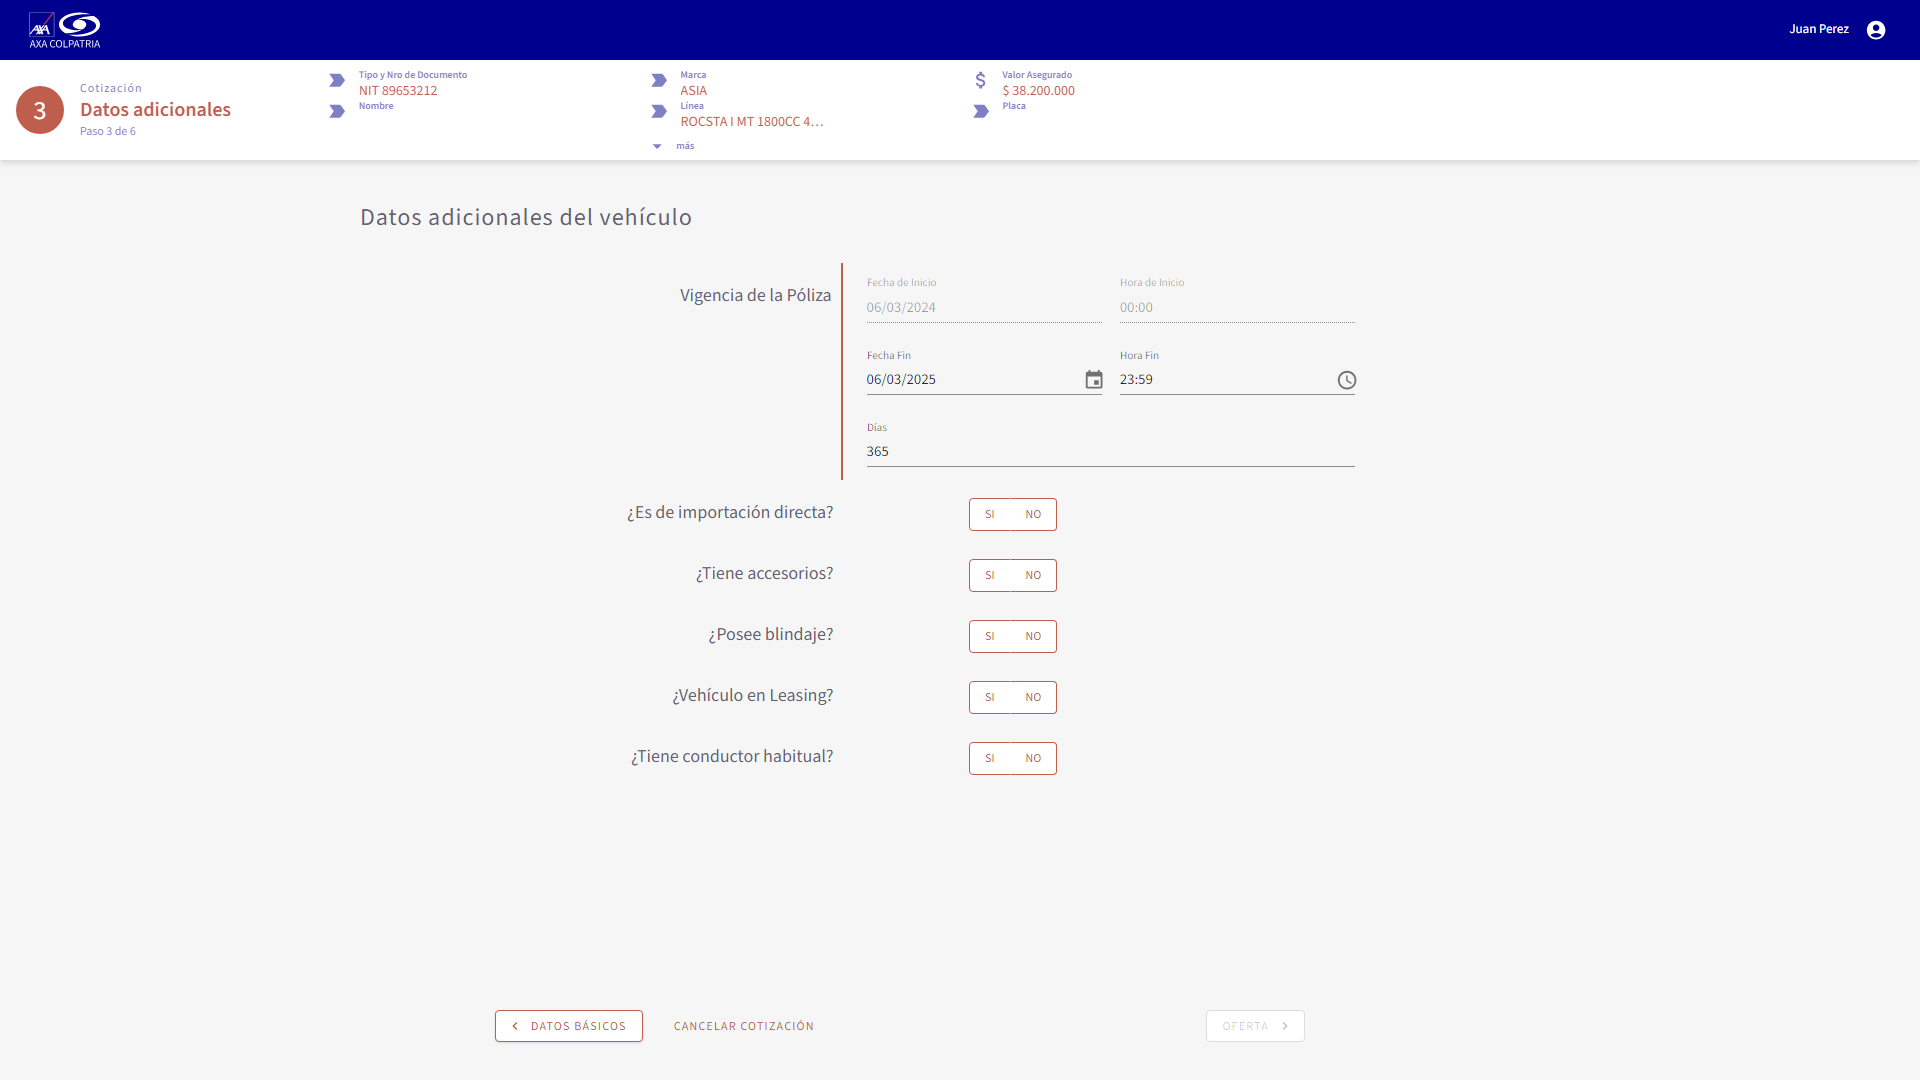 AXA
AXA COLPATRIA
Juan Perez
3
Cotización
Datos adicionales
Paso 3 de 6
Tipo y Nro de Documento
NIT 89653212
Nombre
Marca
ASIA
Línea
ROCSTA I MT 1800CC 4...
más
$
Valor Asegurado
$ 38.200.000
Placa
Datos adicionales del vehículo
Vigencia de la Póliza
Fecha de Inicio
06/03/2024
Hora de Inicio
00:00
Fecha Fin
06/03/2025
Hora Fin
23:59
Días
365
¿Es de importación directa?
SI NO
¿Tiene accesorios?
SI NO
¿Posee blindaje?
SI NO
¿Vehículo en Leasing?
SI NO
¿Tiene conductor habitual?
SI NO
DATOS BÁSICOS
CANCELAR COTIZACIÓN
OFERTA